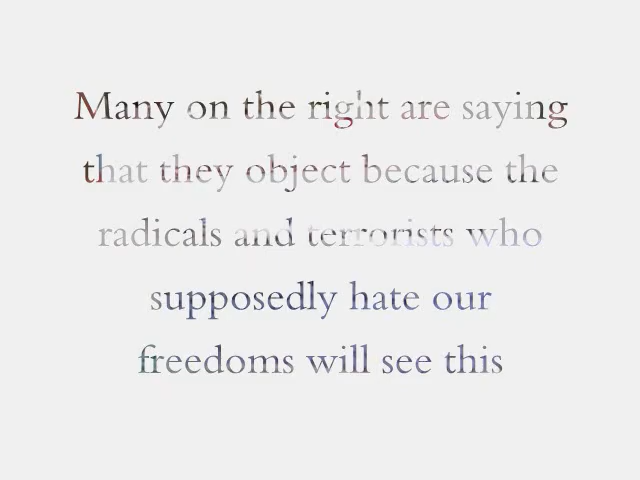 Many on the right are saying
that they object because the
radicals and terrorists who
supposedly hate our
freedoms will see this